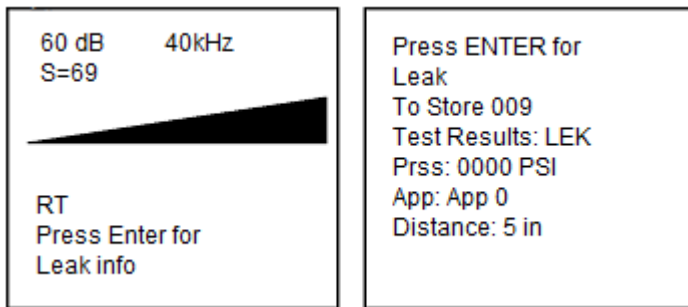 60 dB 40kHz
S=69
RT
Press Enter for
Leak info
Press ENTER for
Leak
To Store 009
Test Results: LEK
Prss: 0000 PSI
App: App 0
Distance: 5 in